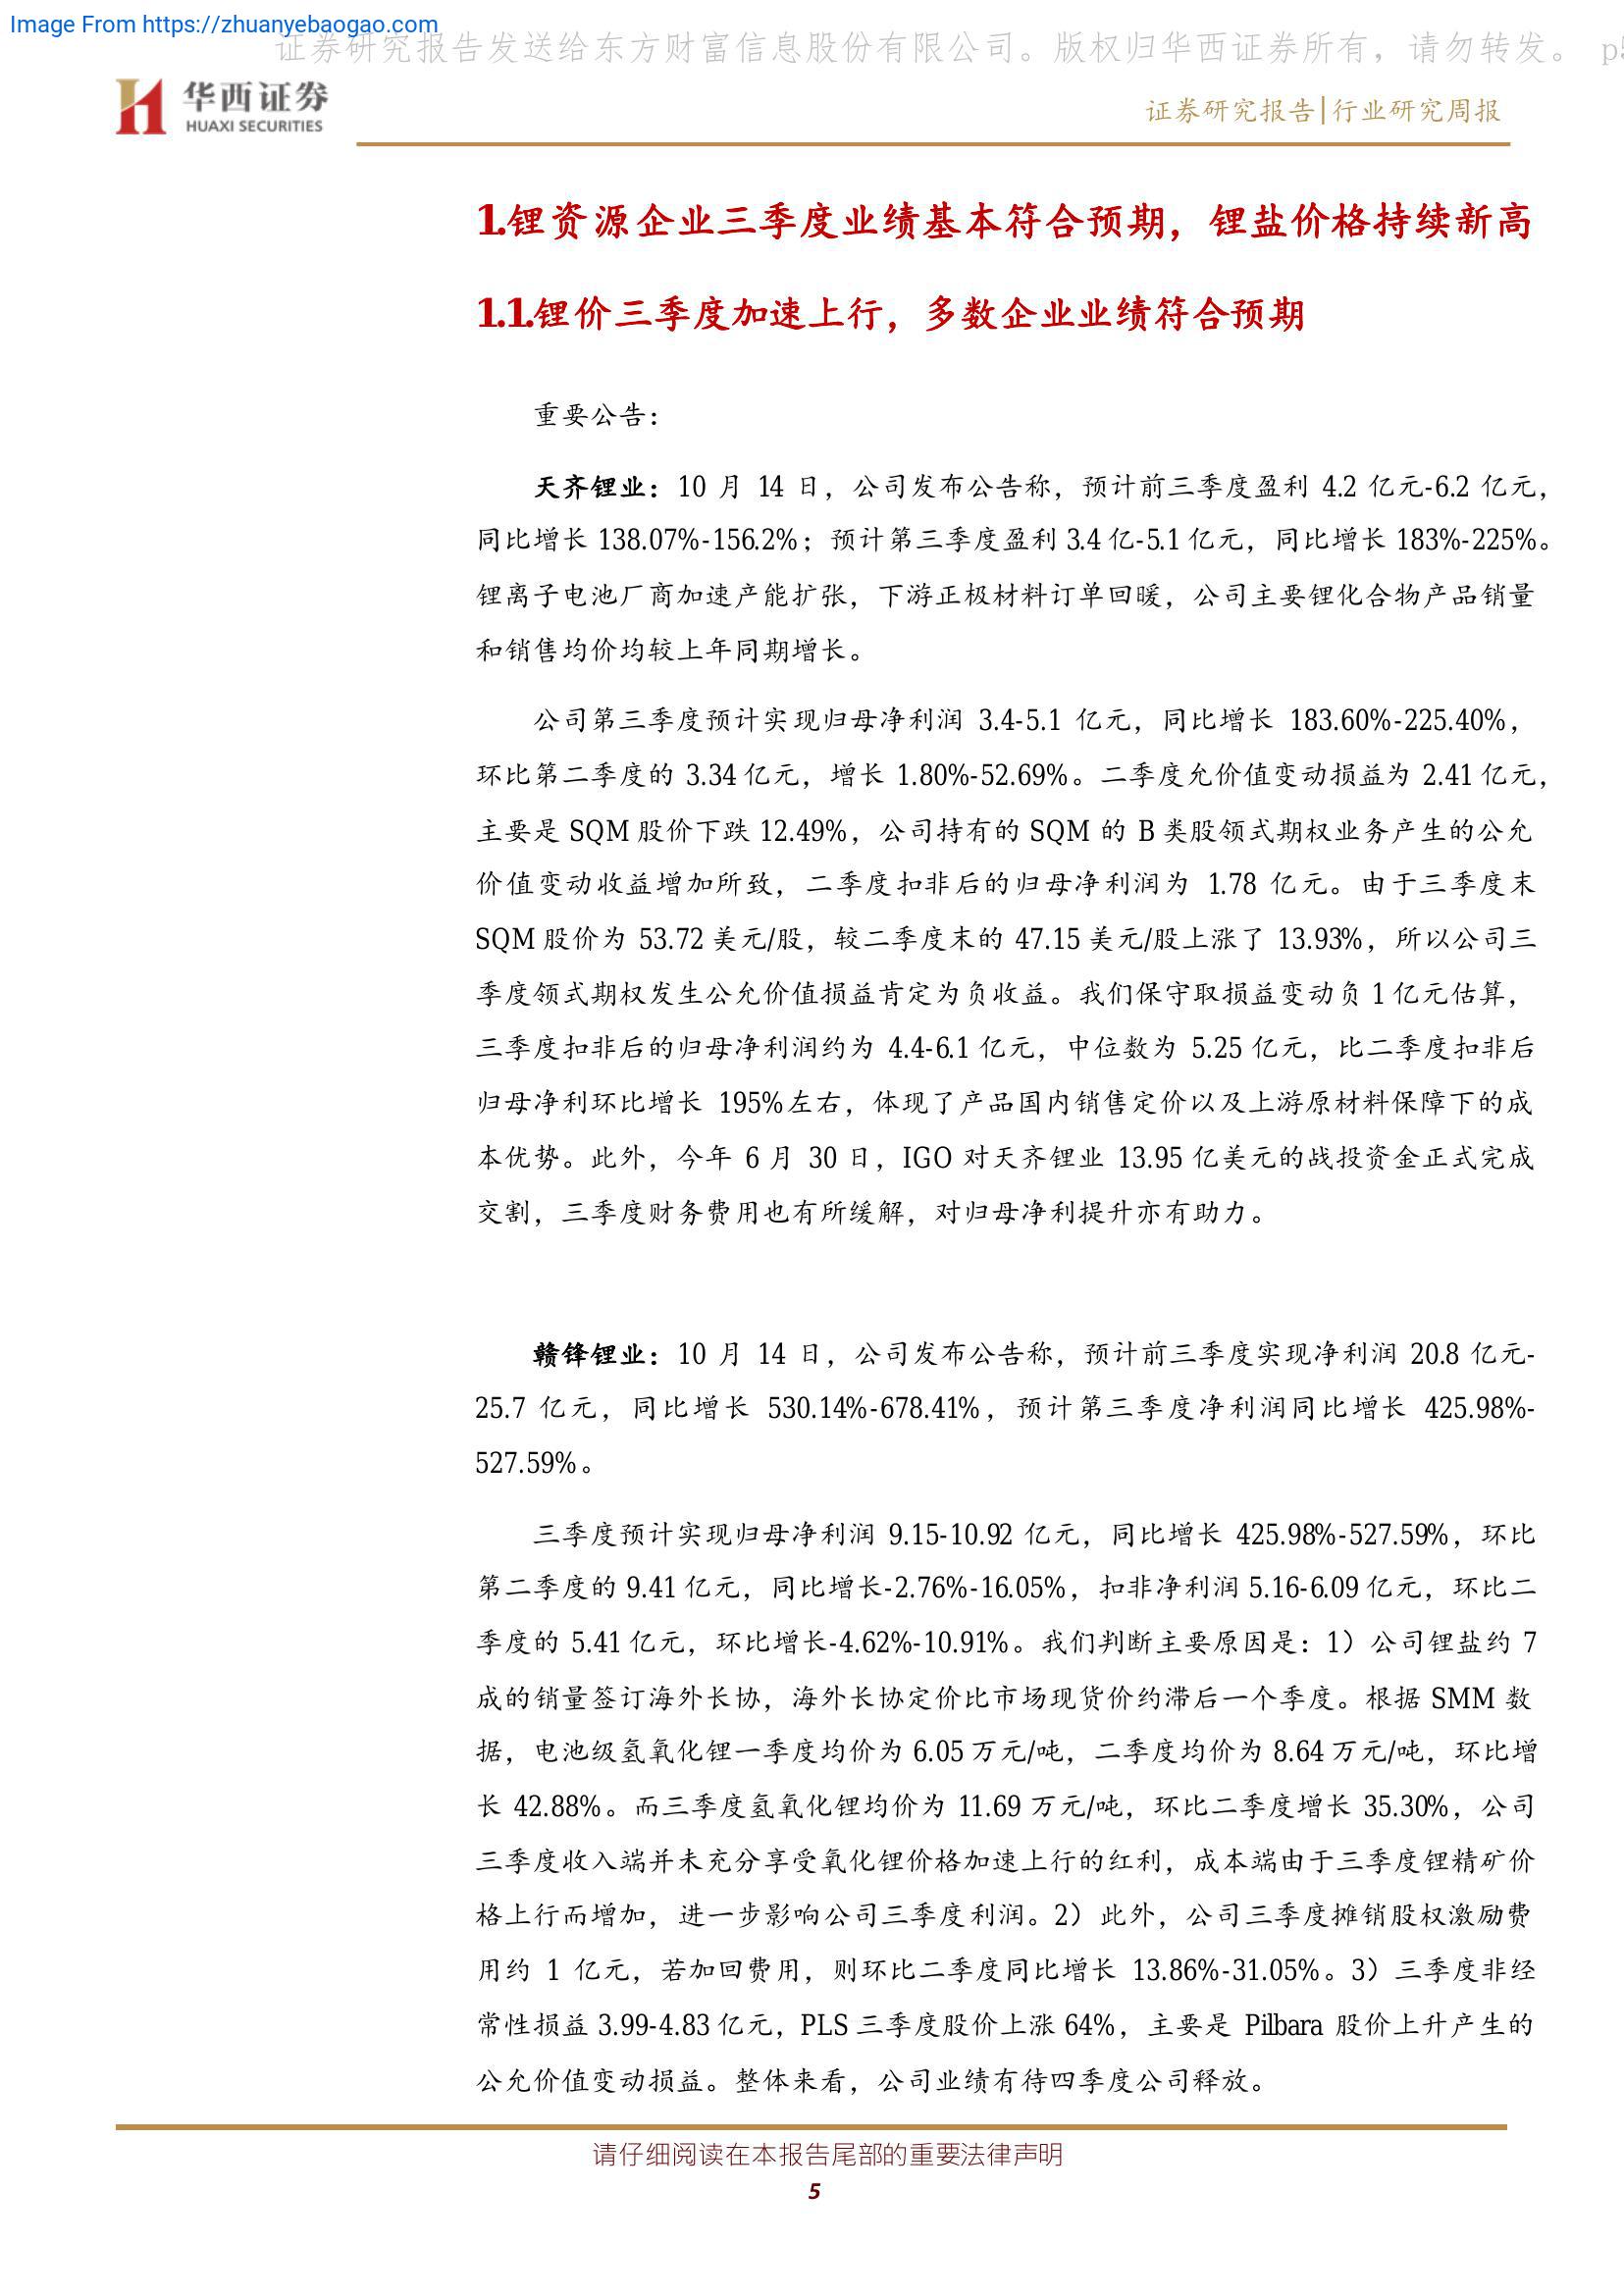 Image From https://zhuanyebaogao.com
证券研究报告发送给东方财富信息股份有限公司。版权归华西证券所有，请勿转发。 p5
华西证券
HUAXI SECURITIES
证券研究报告|行业研究周报
1.锂资源企业三季度业绩基本符合预期，锂盐价格持续新高
1.1.锂价三季度加速上行，多数企业业绩符合预期
重要公告：
天齐锂业：10 月 14 日，公司发布公告称，预计前三季度盈利 4.2 亿元-6.2 亿元，
同比增长 138.07%-156.2%；预计第三季度盈利 3.4 亿-5.1 亿元，同比增长 183%-225%。
锂离子电池厂商加速产能扩张，下游正极材料订单回暖，公司主要锂化合物产品销量
和销售均价均较上年同期增长。
公司第三季度预计实现归母净利润 3.4-5.1 亿元，同比增长 183.60%-225.40%，
环比第二季度的 3.34 亿元，增长 1.80%-52.69%。二季度允价值变动损益为 2.41 亿元，
主要是 SQM 股价下跌 12.49%，公司持有的 SQM 的 B 类股领式期权业务产生的公允
价值变动收益增加所致，二季度扣非后的归母净利润为 1.78 亿元。由于三季度末
SQM 股价为 53.72 美元/股，较二季度末的 47.15 美元/股上涨了 13.93%，所以公司三
季度领式期权发生公允价值损益肯定为负收益。我们保守取损益变动负 1 亿元估算，
三季度扣非后的归母净利润约为 4.4-6.1 亿元，中位数为 5.25 亿元，比二季度扣非后
归母净利环比增长 195%左右，体现了产品国内销售定价以及上游原材料保障下的成
本优势。此外，今年 6 月 30 日，IGO 对天齐锂业 13.95 亿美元的战投资金正式完成
交割，三季度财务费用也有所缓解，对归母净利提升亦有助力。
赣锋锂业：10 月 14 日，公司发布公告称，预计前三季度实现净利润 20.8 亿元-
25.7 亿元，同比增长 530.14%-678.41%，预计第三季度净利润同比增长 425.98%-
527.59%。
三季度预计实现归母净利润 9.15-10.92 亿元，同比增长 425.98%-527.59%，环比
第二季度的 9.41 亿元，同比增长-2.76%-16.05%，扣非净利润 5.16-6.09 亿元，环比二
季度的 5.41 亿元，环比增长-4.62%-10.91%。我们判断主要原因是：1）公司锂盐约 7
成的销量签订海外长协，海外长协定价比市场现货价约滞后一个季度。根据 SMM 数
据，电池级氢氧化锂一季度均价为 6.05 万元/吨，二季度均价为 8.64 万元/吨，环比增
长 42.88%。而三季度氢氧化锂均价为 11.69 万元/吨，环比二季度增长 35.30%，公司
三季度收入端并未充分享受氧化锂价格加速上行的红利，成本端由于三季度锂精矿价
格上行而增加，进一步影响公司三季度利润。2）此外，公司三季度摊销股权激励费
用约 1 亿元，若加回费用，则环比二季度同比增长 13.86%-31.05%。3）三季度非经
常性损益 3.99-4.83 亿元，PLS 三季度股价上涨 64%，主要是 Pilbara 股价上升产生的
公允价值变动损益。整体来看，公司业绩有待四季度公司释放。
请仔细阅读在本报告尾部的重要法律声明
5